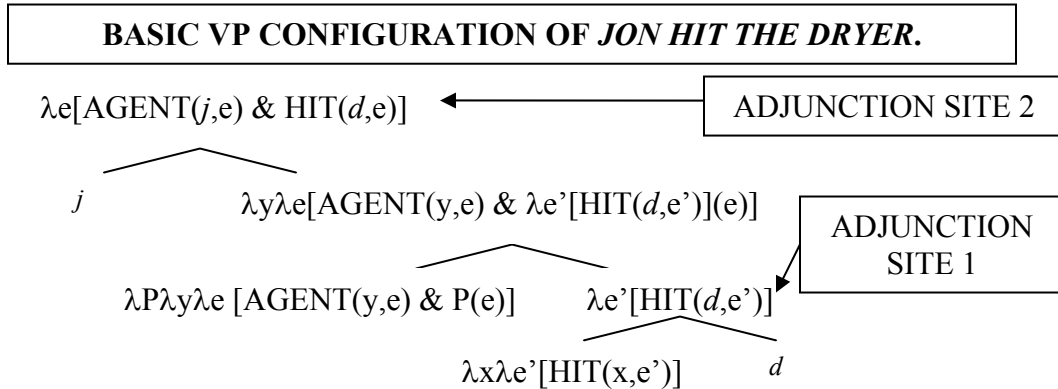 BASIC VP CONFIGURATION OF JON HIT THE DRYER.
λe[AGENT(j,e) & HIT(d,e)]
ADJUNCTION SITE 2
j
λyλe[AGENT(y,e) & λe’[HIT(d,e’)](e)]
ADJUNCTION
SITE 1
λPλyλe [AGENT(y,e) & P(e)]
λe’[HIT(d,e’)]
λxλe’[HIT(x,e’)]
d